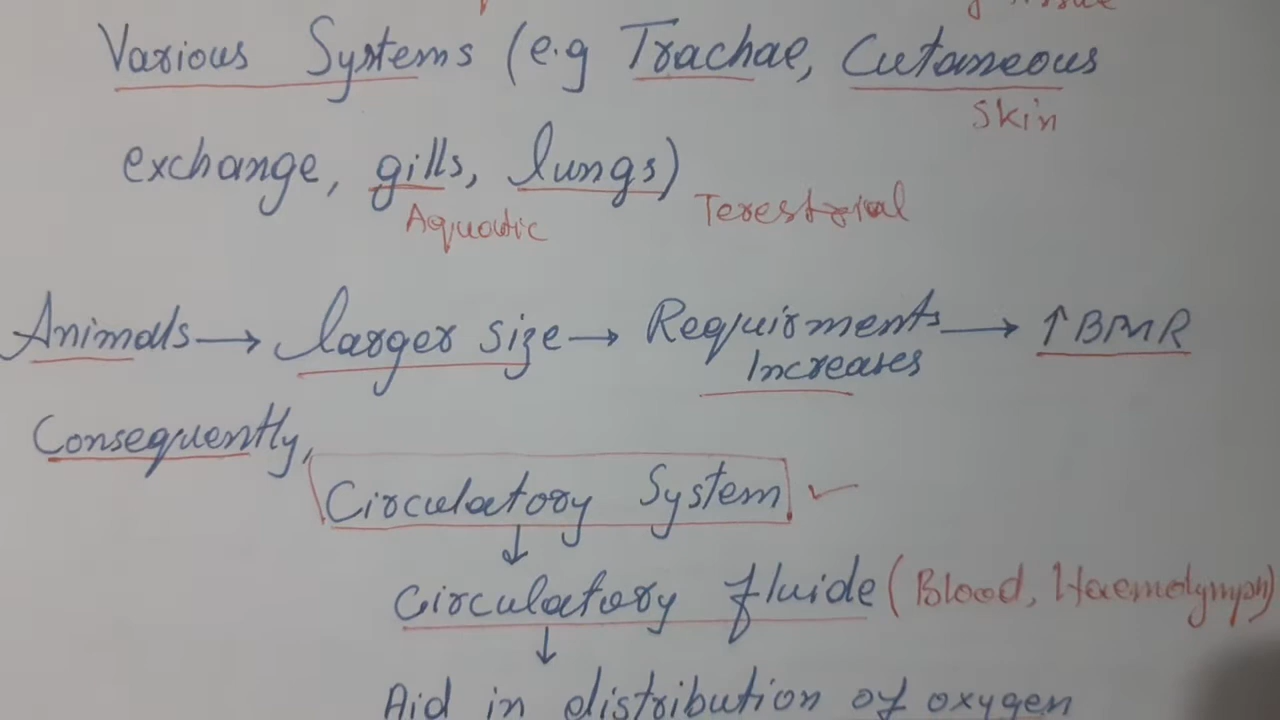 Various Systems (e.g Trachae, Cutaneous
Skin
exchange, gills, lungs)
Aquatic
Terestrial
Animals → larger size → Requirments → ↑BMR
Increases
Consequently,
Circulatory System ✓
↓
Circulatory fluide (Blood, Haemolymph)
↓
Aid in distribution of oxygen